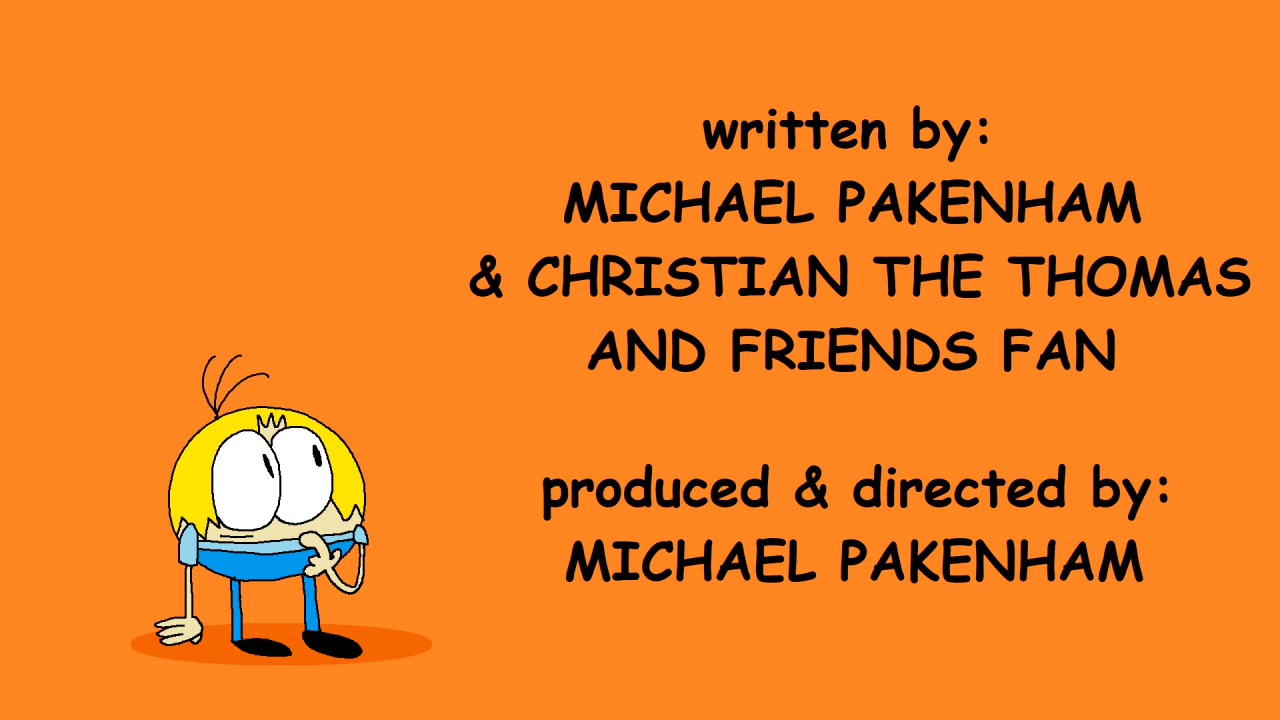 written by:
MICHAEL PAKENHAM
& CHRISTIAN THE THOMAS
AND FRIENDS FAN
produced & directed by:
MICHAEL PAKENHAM